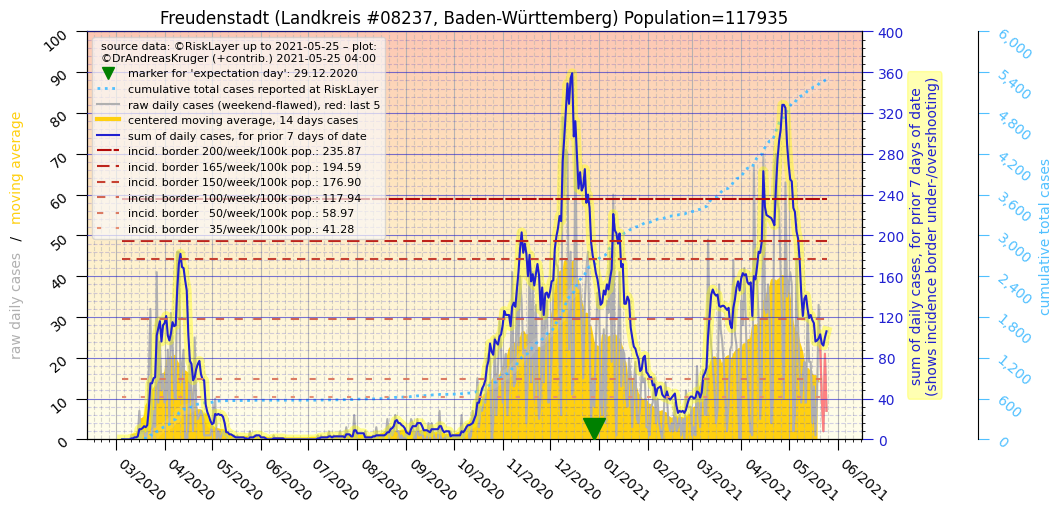 Freudenstadt (Landkreis #08237, Baden-Württemberg) Population=117935
source data: ©RiskLayer up to 2021-05-25 – plot:
©DrAndreasKruger (+contrib.) 2021-05-25 04:00
marker for 'expectation day': 29.12.2020
cumulative total cases reported at RiskLayer
raw daily cases (weekend-flawed), red: last 5
centered moving average, 14 days cases
sum of daily cases, for prior 7 days of date
incid. border 200/week/100k pop.: 235.87
incid. border 165/week/100k pop.: 194.59
incid. border 150/week/100k pop.: 176.90
incid. border 100/week/100k pop.: 117.94
incid. border 50/week/100k pop.: 58.97
incid. border 35/week/100k pop.: 41.28
raw daily cases / moving average
100
90
80
70
60
50
40
30
20
10
0
03/2020
04/2020
05/2020
06/2020
07/2020
08/2020
09/2020
10/2020
11/2020
12/2020
01/2021
02/2021
03/2021
04/2021
05/2021
06/2021
400
360
320
280
240
200
160
120
80
40
0
sum of daily cases, for prior 7 days of date
(shows incidence border under-/overshooting)
6,000
5,400
4,800
4,200
3,600
3,000
2,400
1,800
1,200
600
0
cumulative total cases